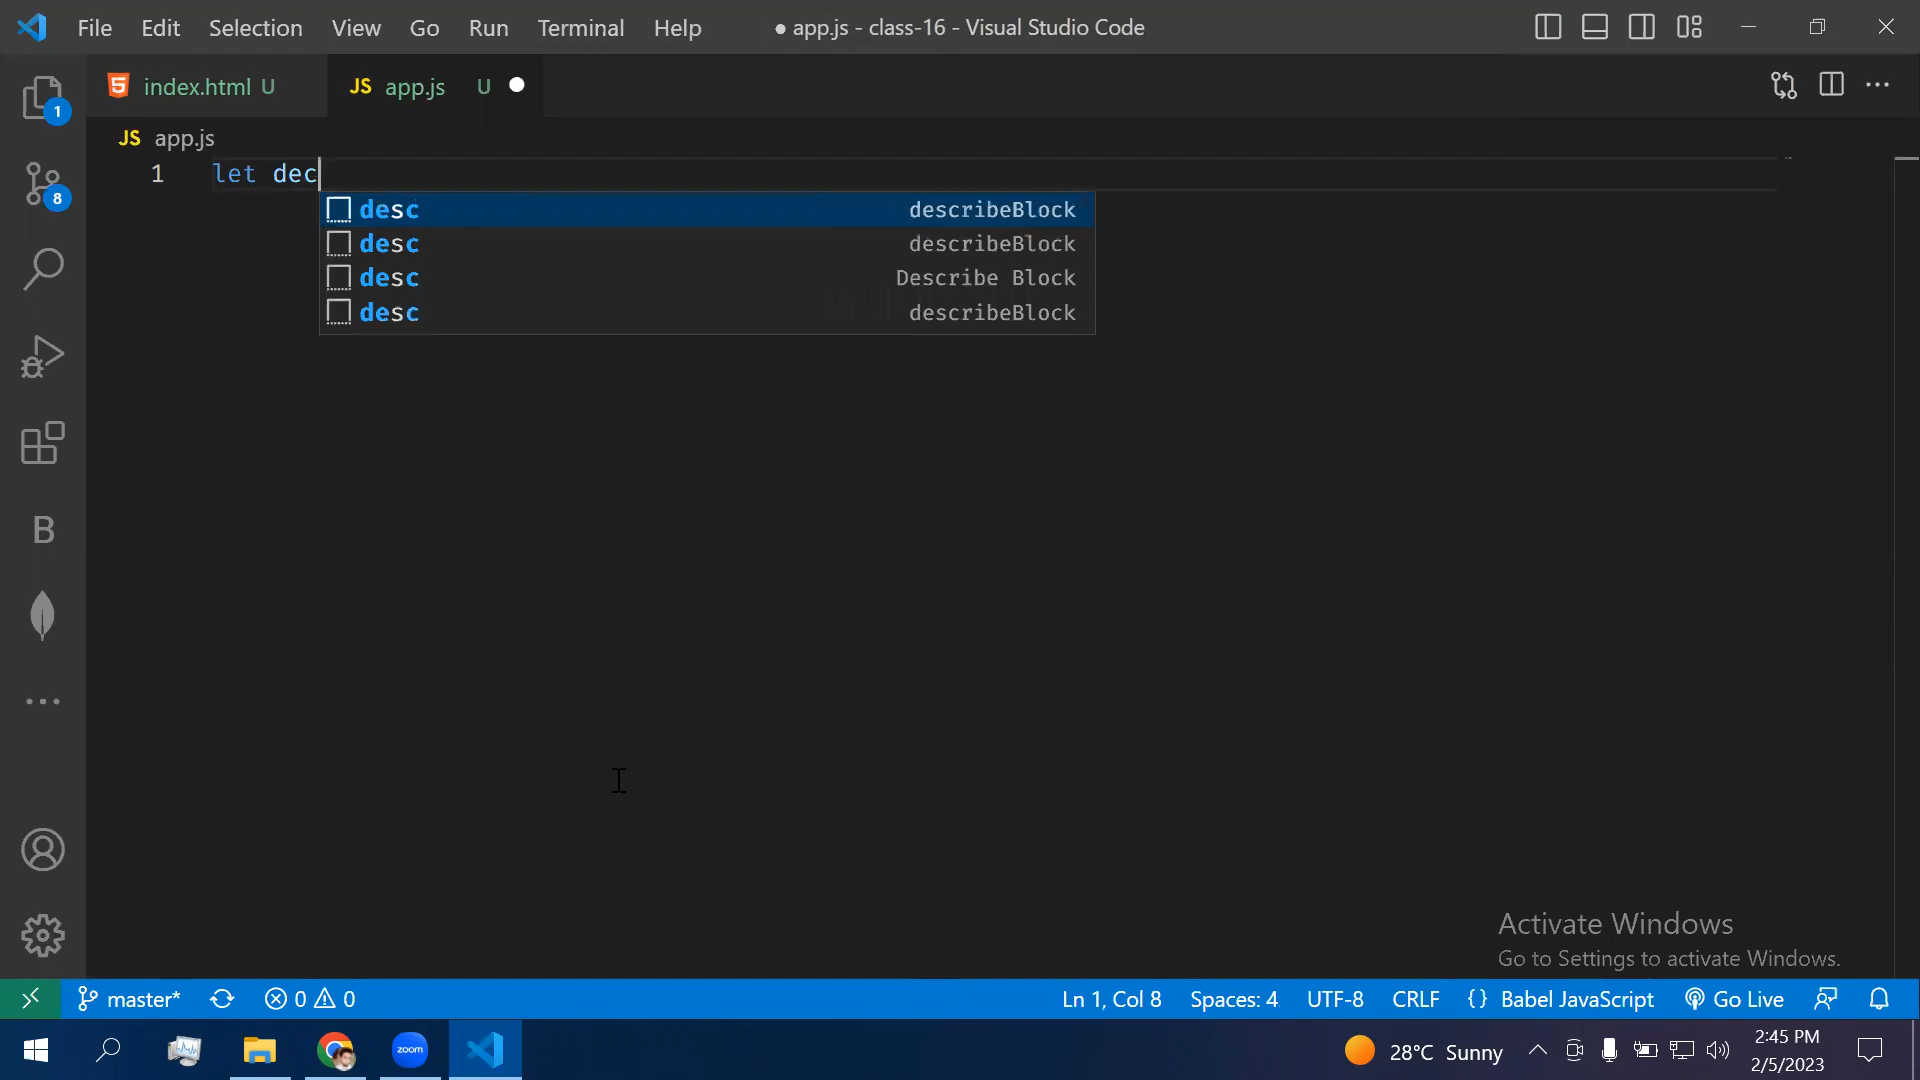 File Edit Selection View Go Run Terminal Help ● app.js - class-16 - Visual Studio Code
index.html U JS app.js U
JS app.js
1 let dec
desc describeBlock
desc describeBlock
desc Describe Block
desc describeBlock
1
8
B
Activate Windows
Go to Settings to activate Windows.
master* 0 0 Ln 1, Col 8 Spaces: 4 UTF-8 CRLF {} Babel JavaScript Go Live
zoom 28°C Sunny 2:45 PM
2/5/2023